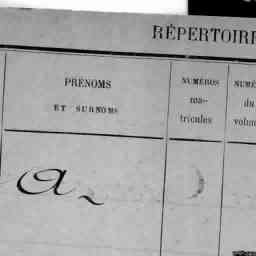 RÉPERTOIRE
PRÉNOMS
ET SURNOMS
NUMÉROS
ma-
tricules
NUMÉ
du
volum
a